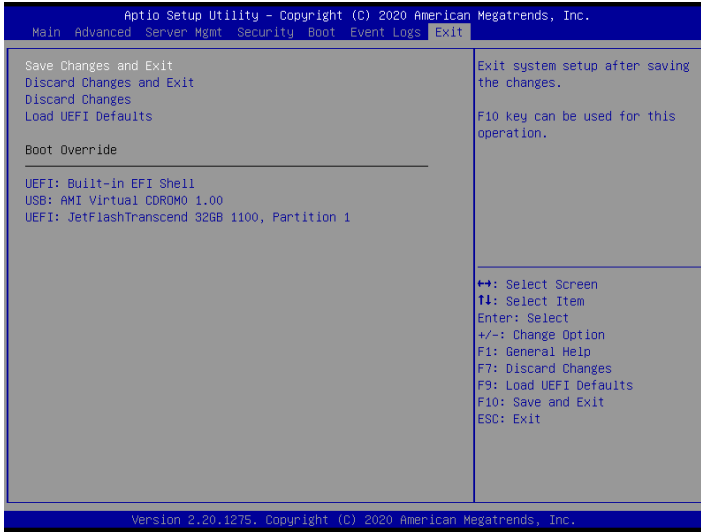 Aptio Setup Utility – Copyright (C) 2020 American Megatrends, Inc.
Main Advanced Server Mgmt Security Boot Event Logs Exit
Save Changes and Exit
Discard Changes and Exit
Discard Changes
Load UEFI Defaults
Boot Override
UEFI: Built-in EFI Shell
USB: AMI Virtual CDROM0 1.00
UEFI: JetFlashTranscend 32GB 1100, Partition 1
Exit system setup after saving
the changes.
F10 key can be used for this
operation.
↔: Select Screen
↑↓: Select Item
Enter: Select
+/-: Change Option
F1: General Help
F7: Discard Changes
F9: Load UEFI Defaults
F10: Save and Exit
ESC: Exit
Version 2.20.1275. Copyright (C) 2020 American Megatrends, Inc.